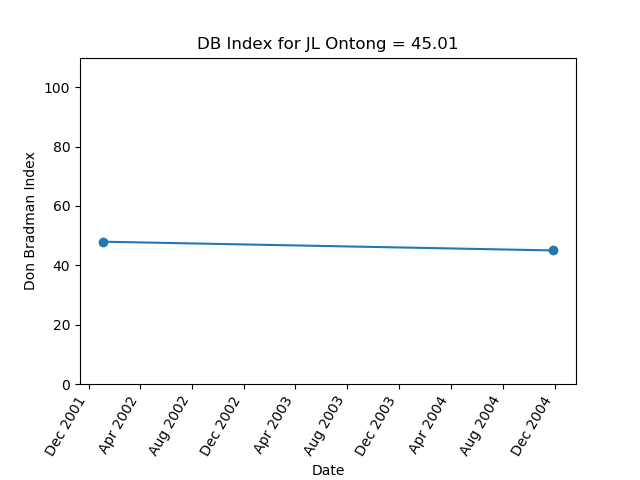 DB Index for JL Ontong = 45.01
100
80
60
40
20
0
Don Bradman Index
Dec 2001
Apr 2002
Aug 2002
Dec 2002
Apr 2003
Aug 2003
Dec 2003
Apr 2004
Aug 2004
Dec 2004
Date